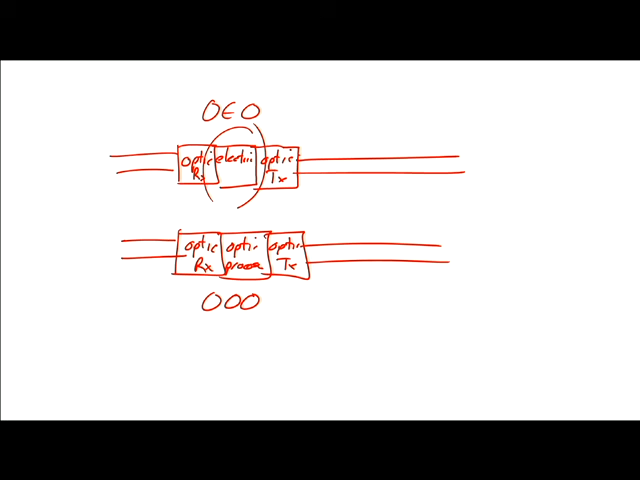 OEO
optic electri optic
Rx Tx
optic optic optic
Rx process Tx
OOO